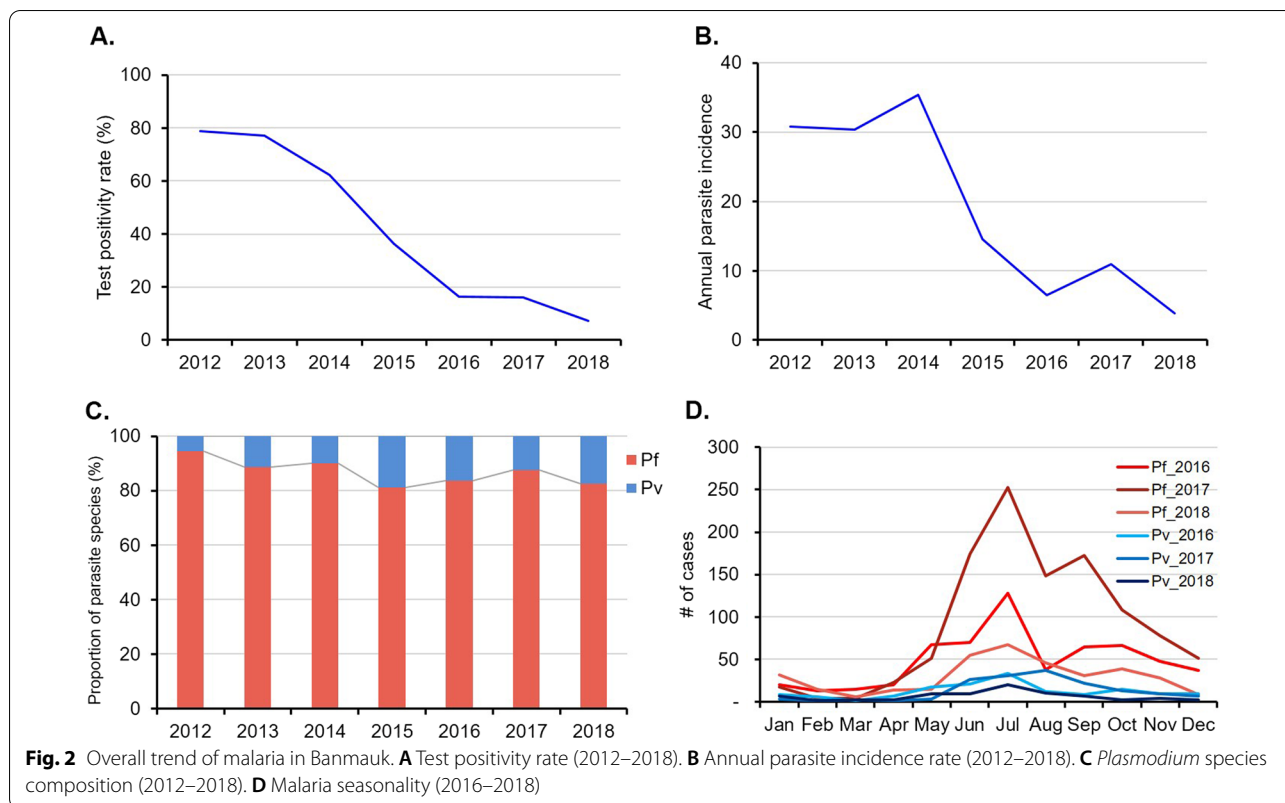 A.
Test positivity rate (%)
100
80
60
40
20
0
2012 2013 2014 2015 2016 2017 2018
B.
Annual parasite incidence
40
30
20
10
0
2012 2013 2014 2015 2016 2017 2018
C.
Proportion of parasite species (%)
100
80
60
40
20
0
2012 2013 2014 2015 2016 2017 2018
Pf
Pv
D.
# of cases
300
250
200
150
100
50
-
Jan Feb Mar Apr May Jun Jul Aug Sep Oct Nov Dec
Pf_2016
Pf_2017
Pf_2018
Pv_2016
Pv_2017
Pv_2018
Fig. 2 Overall trend of malaria in Banmauk. A Test positivity rate (2012–2018). B Annual parasite incidence rate (2012–2018). C Plasmodium species
composition (2012–2018). D Malaria seasonality (2016–2018)